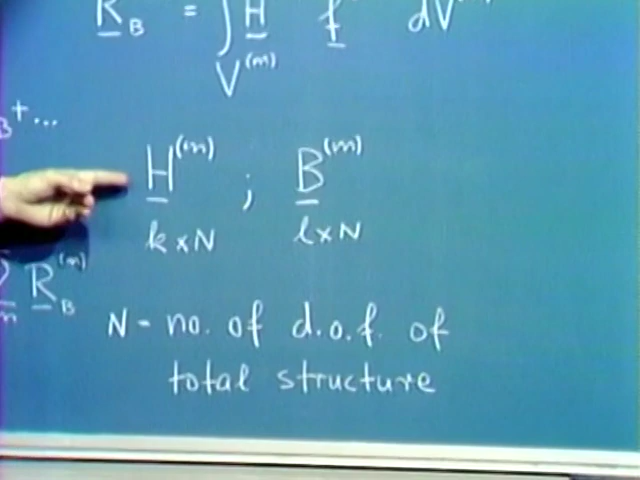 R_B = ∫ H f dV^(m)
V^(m)
B + ...
H^(m) ; B^(m)
k x N l x N
R_B^(m)
N - no. of d.o.f. of
total structure